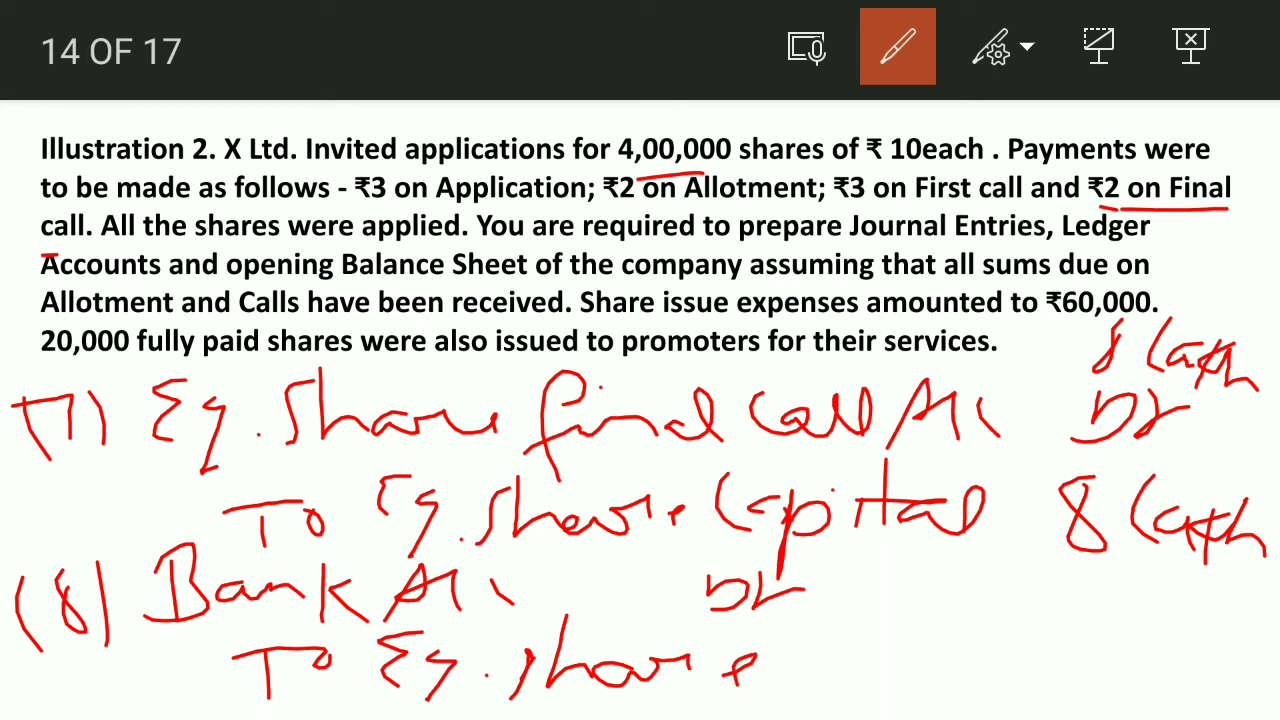 14 OF 17
Illustration 2. X Ltd. Invited applications for 4,00,000 shares of ₹ 10each . Payments were
to be made as follows - ₹3 on Application; ₹2 on Allotment; ₹3 on First call and ₹2 on Final
call. All the shares were applied. You are required to prepare Journal Entries, Ledger
Accounts and opening Balance Sheet of the company assuming that all sums due on
Allotment and Calls have been received. Share issue expenses amounted to ₹60,000.
20,000 fully paid shares were also issued to promoters for their services.
8
Eq. Share final Call A/c Dr
To Eq. Share Capital 8
(8) Bank A/c Dr
To Eq. Share